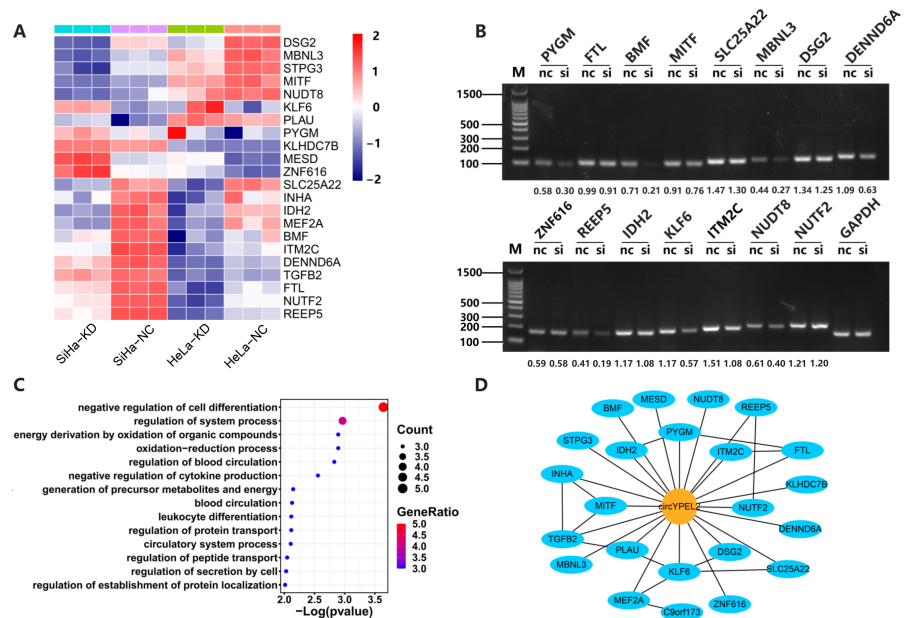 A
DSG2
MBNL3
STPG3
MITF
NUDT8
KLF6
PLAU
PYGM
KLHDC7B
MESD
ZNF616
SLC25A22
INHA
IDH2
MEF2A
BMF
ITM2C
DENND6A
TGFB2
FTL
NUTF2
REEP5
2
1
0
−1
−2
SiHa−KD SiHa−NC HeLa−KD HeLa−NC
B
PYGM FTL BMF MITF SLC25A22 MBNL3 DSG2 DENND6A
M nc si nc si nc si nc si nc si nc si nc si nc si
1500
500
300
200
100
0.58 0.30 0.99 0.91 0.71 0.21 0.91 0.76 1.47 1.30 0.44 0.27 1.34 1.25 1.09 0.63
ZNF616 REEP5 IDH2 KLF6 ITM2C NUDT8 NUTF2 GAPDH
M nc si nc si nc si nc si nc si nc si nc si nc si
1500
500
300
200
100
0.59 0.58 0.41 0.19 1.17 1.08 1.17 0.57 1.51 1.08 0.61 0.40 1.21 1.20
C
negative regulation of cell differentiation
regulation of system process
energy derivation by oxidation of organic compounds
oxidation−reduction process
regulation of blood circulation
negative regulation of cytokine production
generation of precursor metabolites and energy
blood circulation
leukocyte differentiation
regulation of protein transport
circulatory system process
regulation of peptide transport
regulation of secretion by cell
regulation of establishment of protein localization
2.0 2.5 3.0 3.5
−Log(pvalue)
Count
3.0
3.5
4.0
4.5
5.0
GeneRatio
5.0
4.5
4.0
3.5
3.0
D
MESD NUDT8
BMF REEP5
PYGM
STPG3 IDH2 ITM2C FTL
INHA KLHDC7B
MITF circYPEL2 NUTF2
DENND6A
TGFB2 PLAU DSG2
MBNL3 KLF6 SLC25A22
MEF2A C9orf173 ZNF616